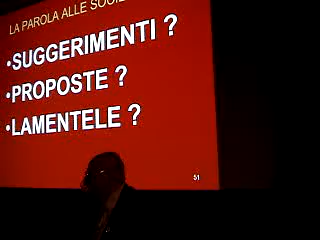 LA PAROLA ALLE
•SUGGERIMENTI ?
•PROPOSTE ?
•LAMENTELE ?
51